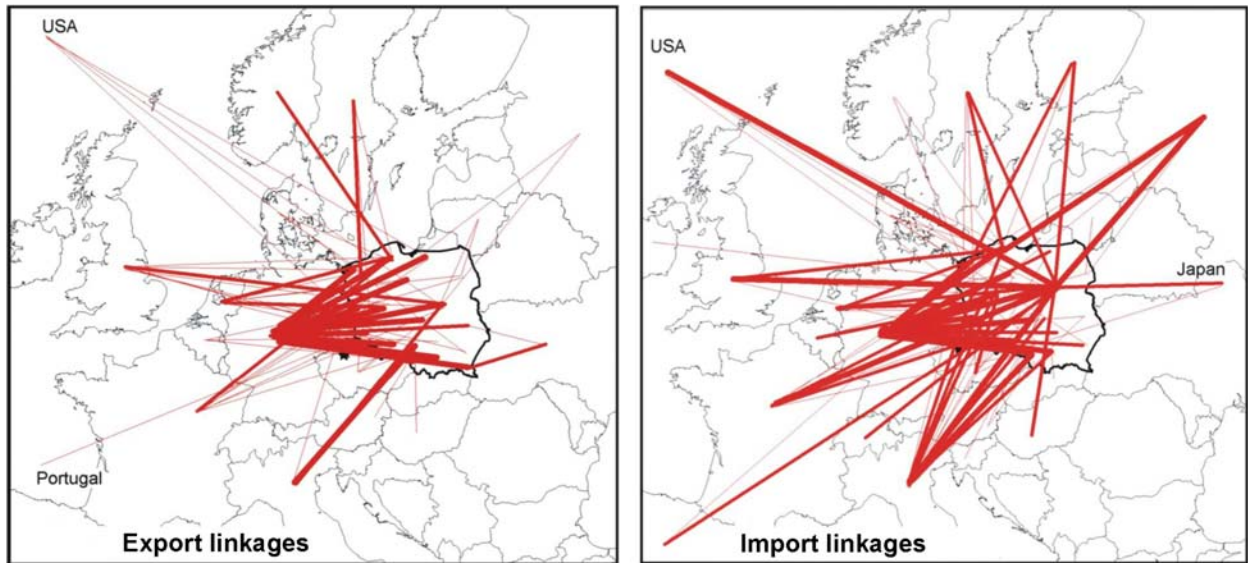 USA
Portugal
Export linkages
USA
Japan
Import linkages